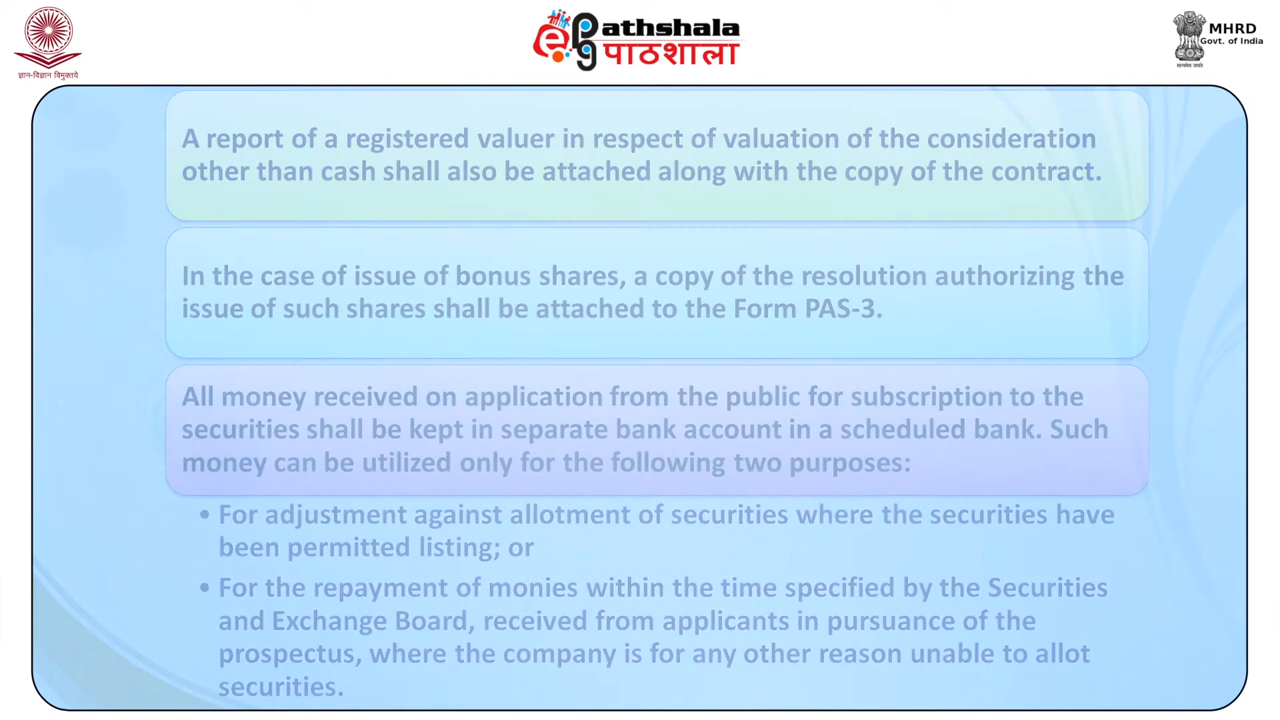 ज्ञान-विज्ञान विमुक्तये
epg
athshala
पाठशाला
MHRD
Govt. of India
सत्यमेव जयते
A report of a registered valuer in respect of valuation of the consideration
other than cash shall also be attached along with the copy of the contract.
In the case of issue of bonus shares, a copy of the resolution authorizing the
issue of such shares shall be attached to the Form PAS-3.
All money received on application from the public for subscription to the
securities shall be kept in separate bank account in a scheduled bank. Such
money can be utilized only for the following two purposes:
• For adjustment against allotment of securities where the securities have
been permitted listing; or
• For the repayment of monies within the time specified by the Securities
and Exchange Board, received from applicants in pursuance of the
prospectus, where the company is for any other reason unable to allot
securities.